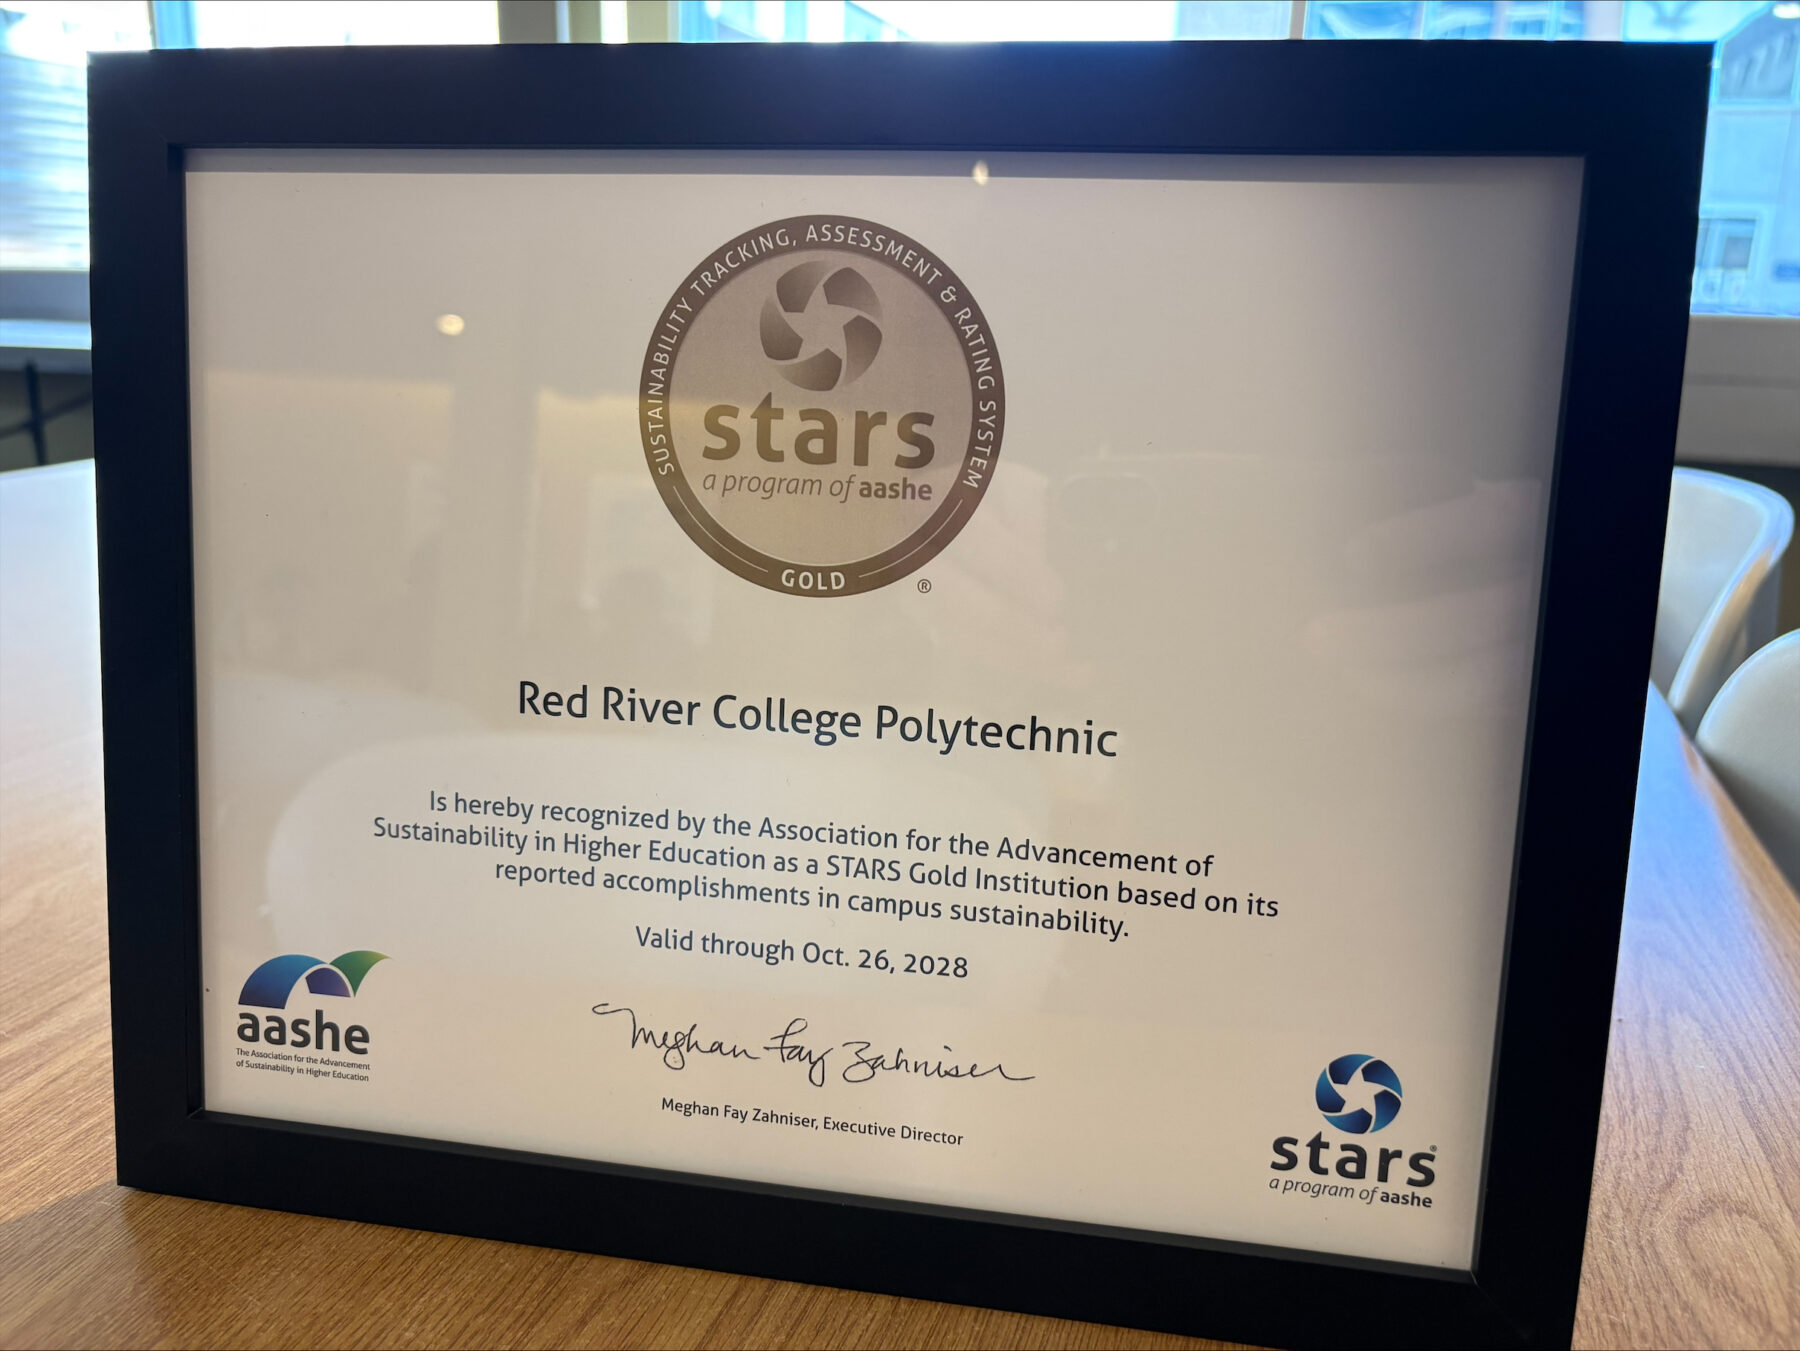 SUSTAINABILITY TRACKING, ASSESSMENT & RATING SYSTEM
stars
a program of aashe
GOLD
®
Red River College Polytechnic
Is hereby recognized by the Association for the Advancement of
Sustainability in Higher Education as a STARS Gold Institution based on its
reported accomplishments in campus sustainability.
Valid through Oct. 26, 2028
Meghan Fay Zahniser
Meghan Fay Zahniser, Executive Director
aashe
The Association for the Advancement
of Sustainability in Higher Education
stars®
a program of aashe